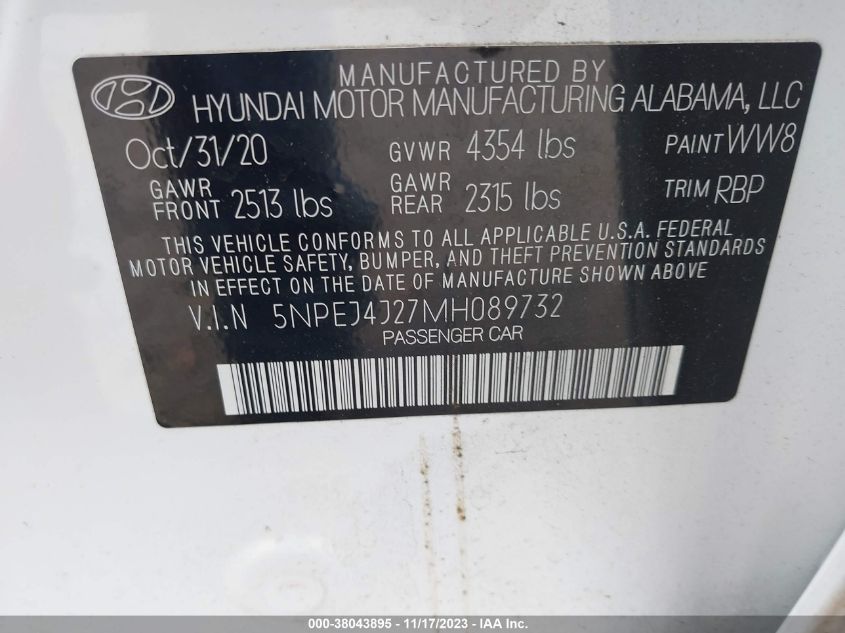 MANUFACTURED BY
HYUNDAI MOTOR MANUFACTURING ALABAMA, LLC
Oct/31/20 GVWR 4354 lbs PAINT WW8
GAWR FRONT 2513 lbs GAWR REAR 2315 lbs TRIM RBP
THIS VEHICLE CONFORMS TO ALL APPLICABLE U.S.A. FEDERAL
MOTOR VEHICLE SAFETY, BUMPER, AND THEFT PREVENTION STANDARDS
IN EFFECT ON THE DATE OF MANUFACTURE SHOWN ABOVE
V.I.N 5NPEJ4J27MH089732
PASSENGER CAR
000-38043895 - 11/17/2023 - IAA Inc.